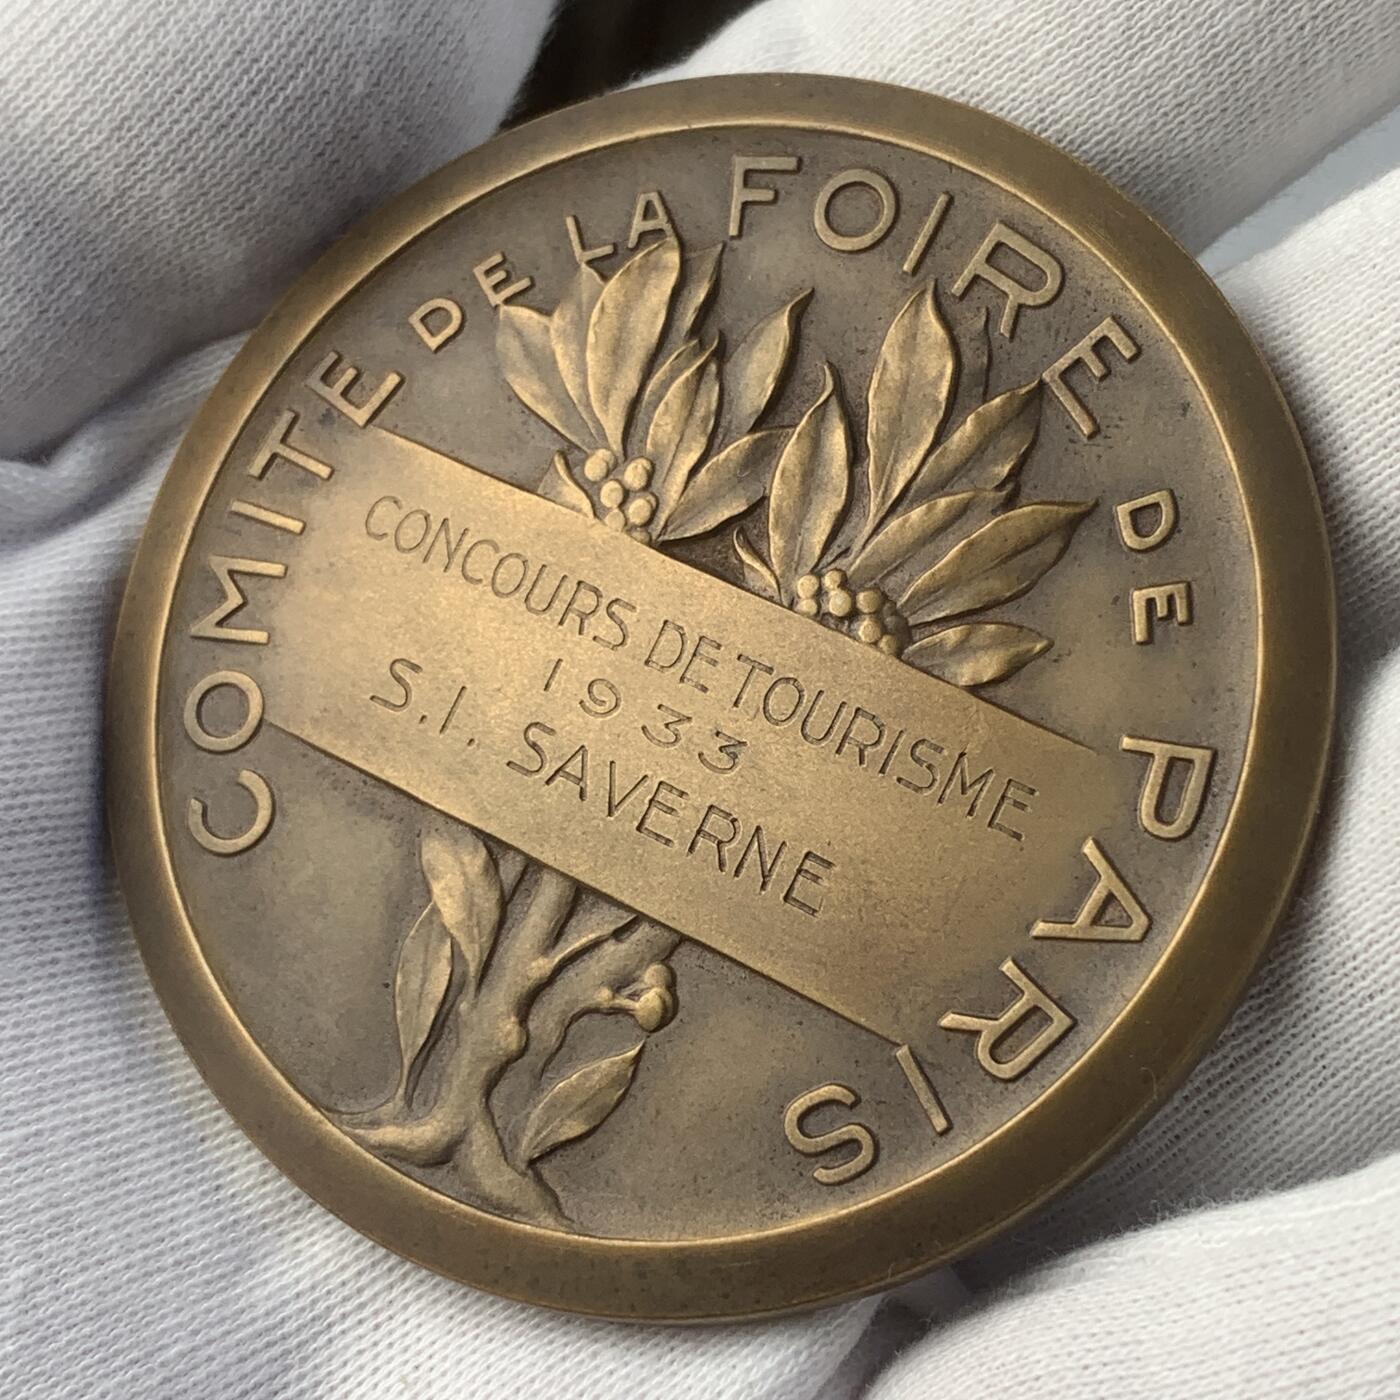 COMITE DE LA FOIRE DE PARIS
CONCOURS DE TOURISME
1933
S.I. SAVERNE